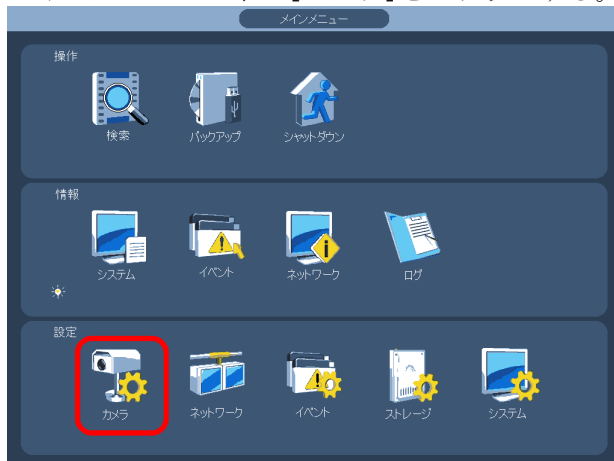 メインメニュー
操作
検索
バックアップ
シャットダウン
情報
システム
イベント
ネットワーク
ログ
設定
カメラ
ネットワーク
イベント
ストレージ
システム